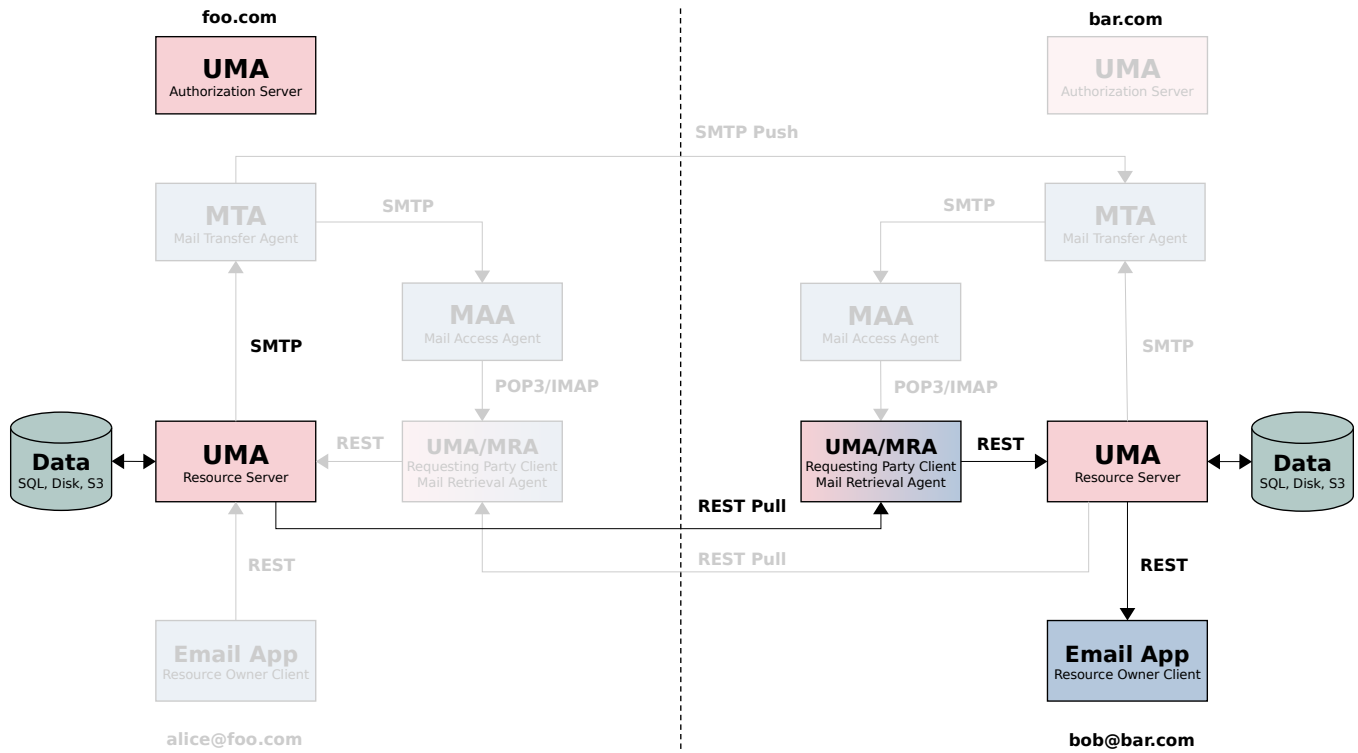 foo.com
bar.com
UMA
Authorization Server
UMA
Authorization Server
SMTP Push
MTA
Mail Transfer Agent
SMTP
SMTP
MTA
Mail Transfer Agent
MAA
Mail Access Agent
MAA
Mail Access Agent
SMTP
SMTP
POP3/IMAP
POP3/IMAP
Data
SQL, Disk, S3
UMA
Resource Server
REST
UMA/MRA
Requesting Party Client
Mail Retrieval Agent
UMA/MRA
Requesting Party Client
Mail Retrieval Agent
REST
UMA
Resource Server
Data
SQL, Disk, S3
REST Pull
REST Pull
REST
REST
Email App
Resource Owner Client
Email App
Resource Owner Client
alice@foo.com
bob@bar.com